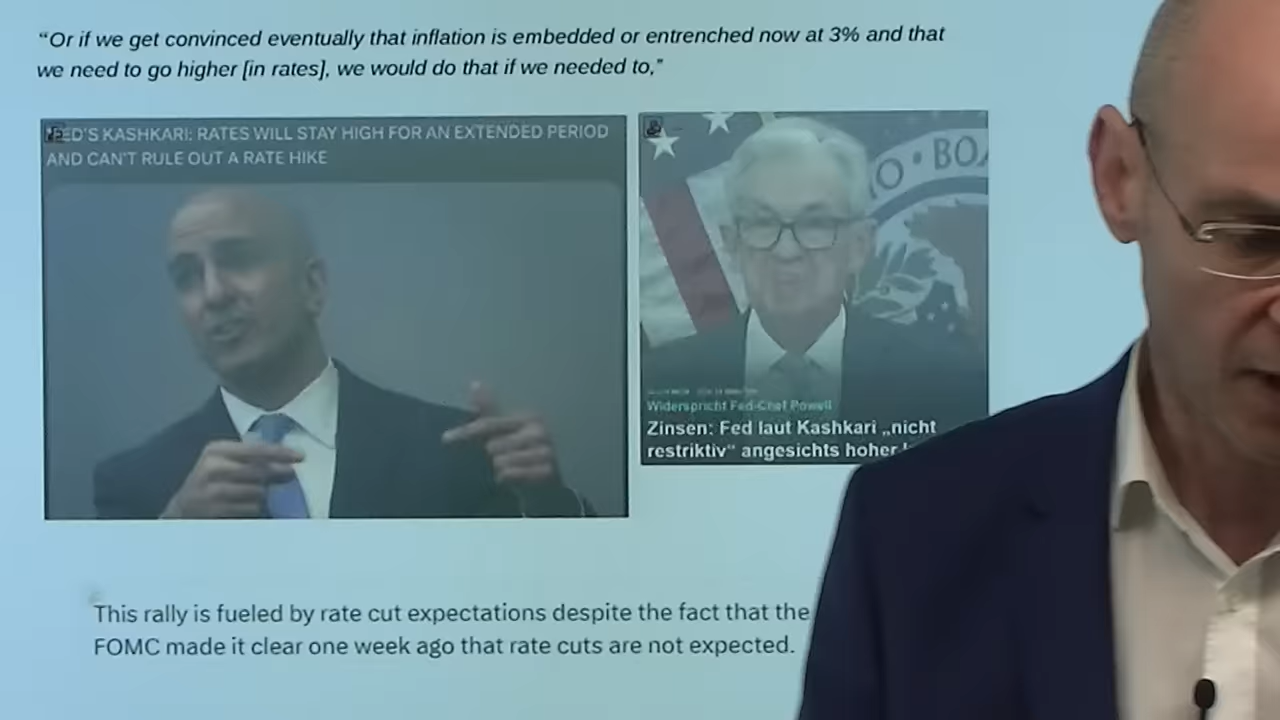 “Or if we get convinced eventually that inflation is embedded or entrenched now at 3% and that
we need to go higher [in rates], we would do that if we needed to,”
FED'S KASHKARI: RATES WILL STAY HIGH FOR AN EXTENDED PERIOD
AND CAN'T RULE OUT A RATE HIKE
BOA
Widerspricht Fed-Chef Powell
Zinsen: Fed laut Kashkari „nicht
restriktiv“ angesichts hoher
This rally is fueled by rate cut expectations despite the fact that the
FOMC made it clear one week ago that rate cuts are not expected.